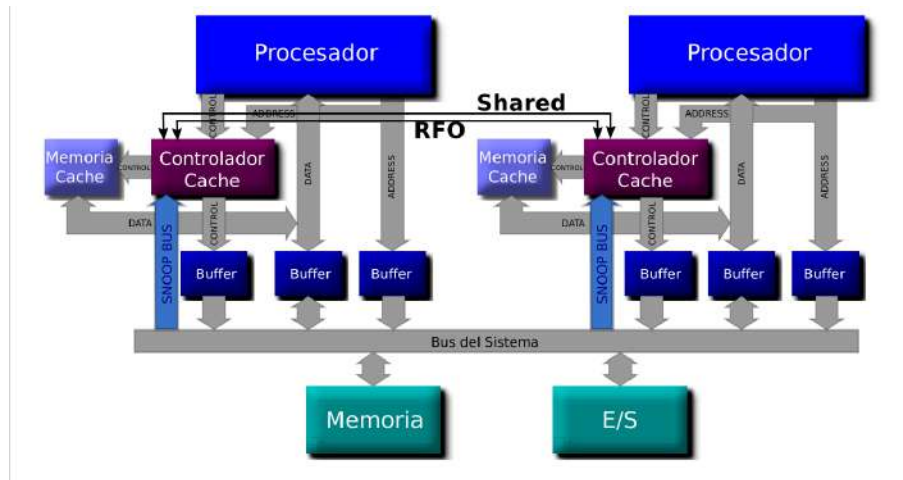 Procesador
Procesador
CONTROL
ADDRESS
Shared
RFO
CONTROL
ADDRESS
Memoria
Cache
CONTROL
Controlador
Cache
DATA
ADDRESS
Memoria
Cache
CONTROL
Controlador
Cache
DATA
ADDRESS
DATA
CONTROL
DATA
CONTROL
SNOOP BUS
Buffer
Buffer
Buffer
SNOOP BUS
Buffer
Buffer
Buffer
Bus del Sistema
Memoria
E/S